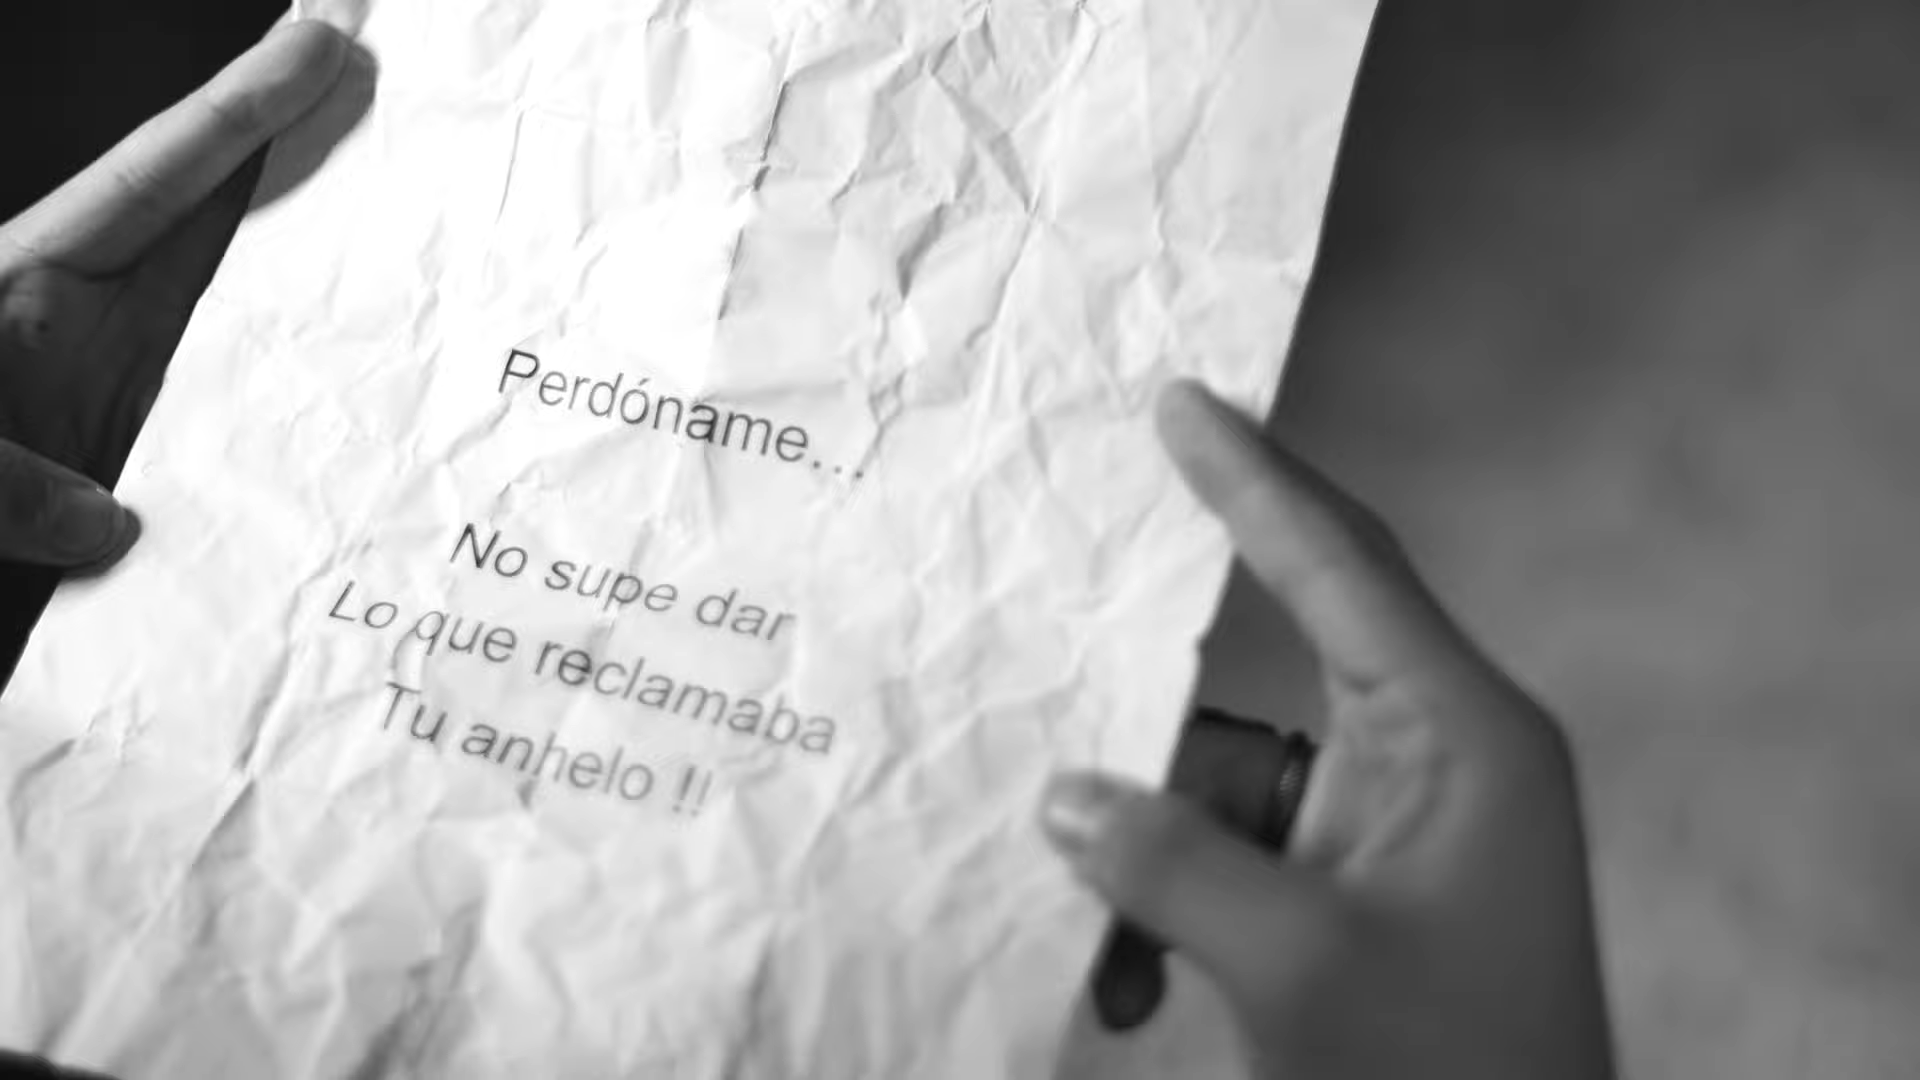 Perdóname...
No supe dar
Lo que reclamaba
Tu anhelo !!